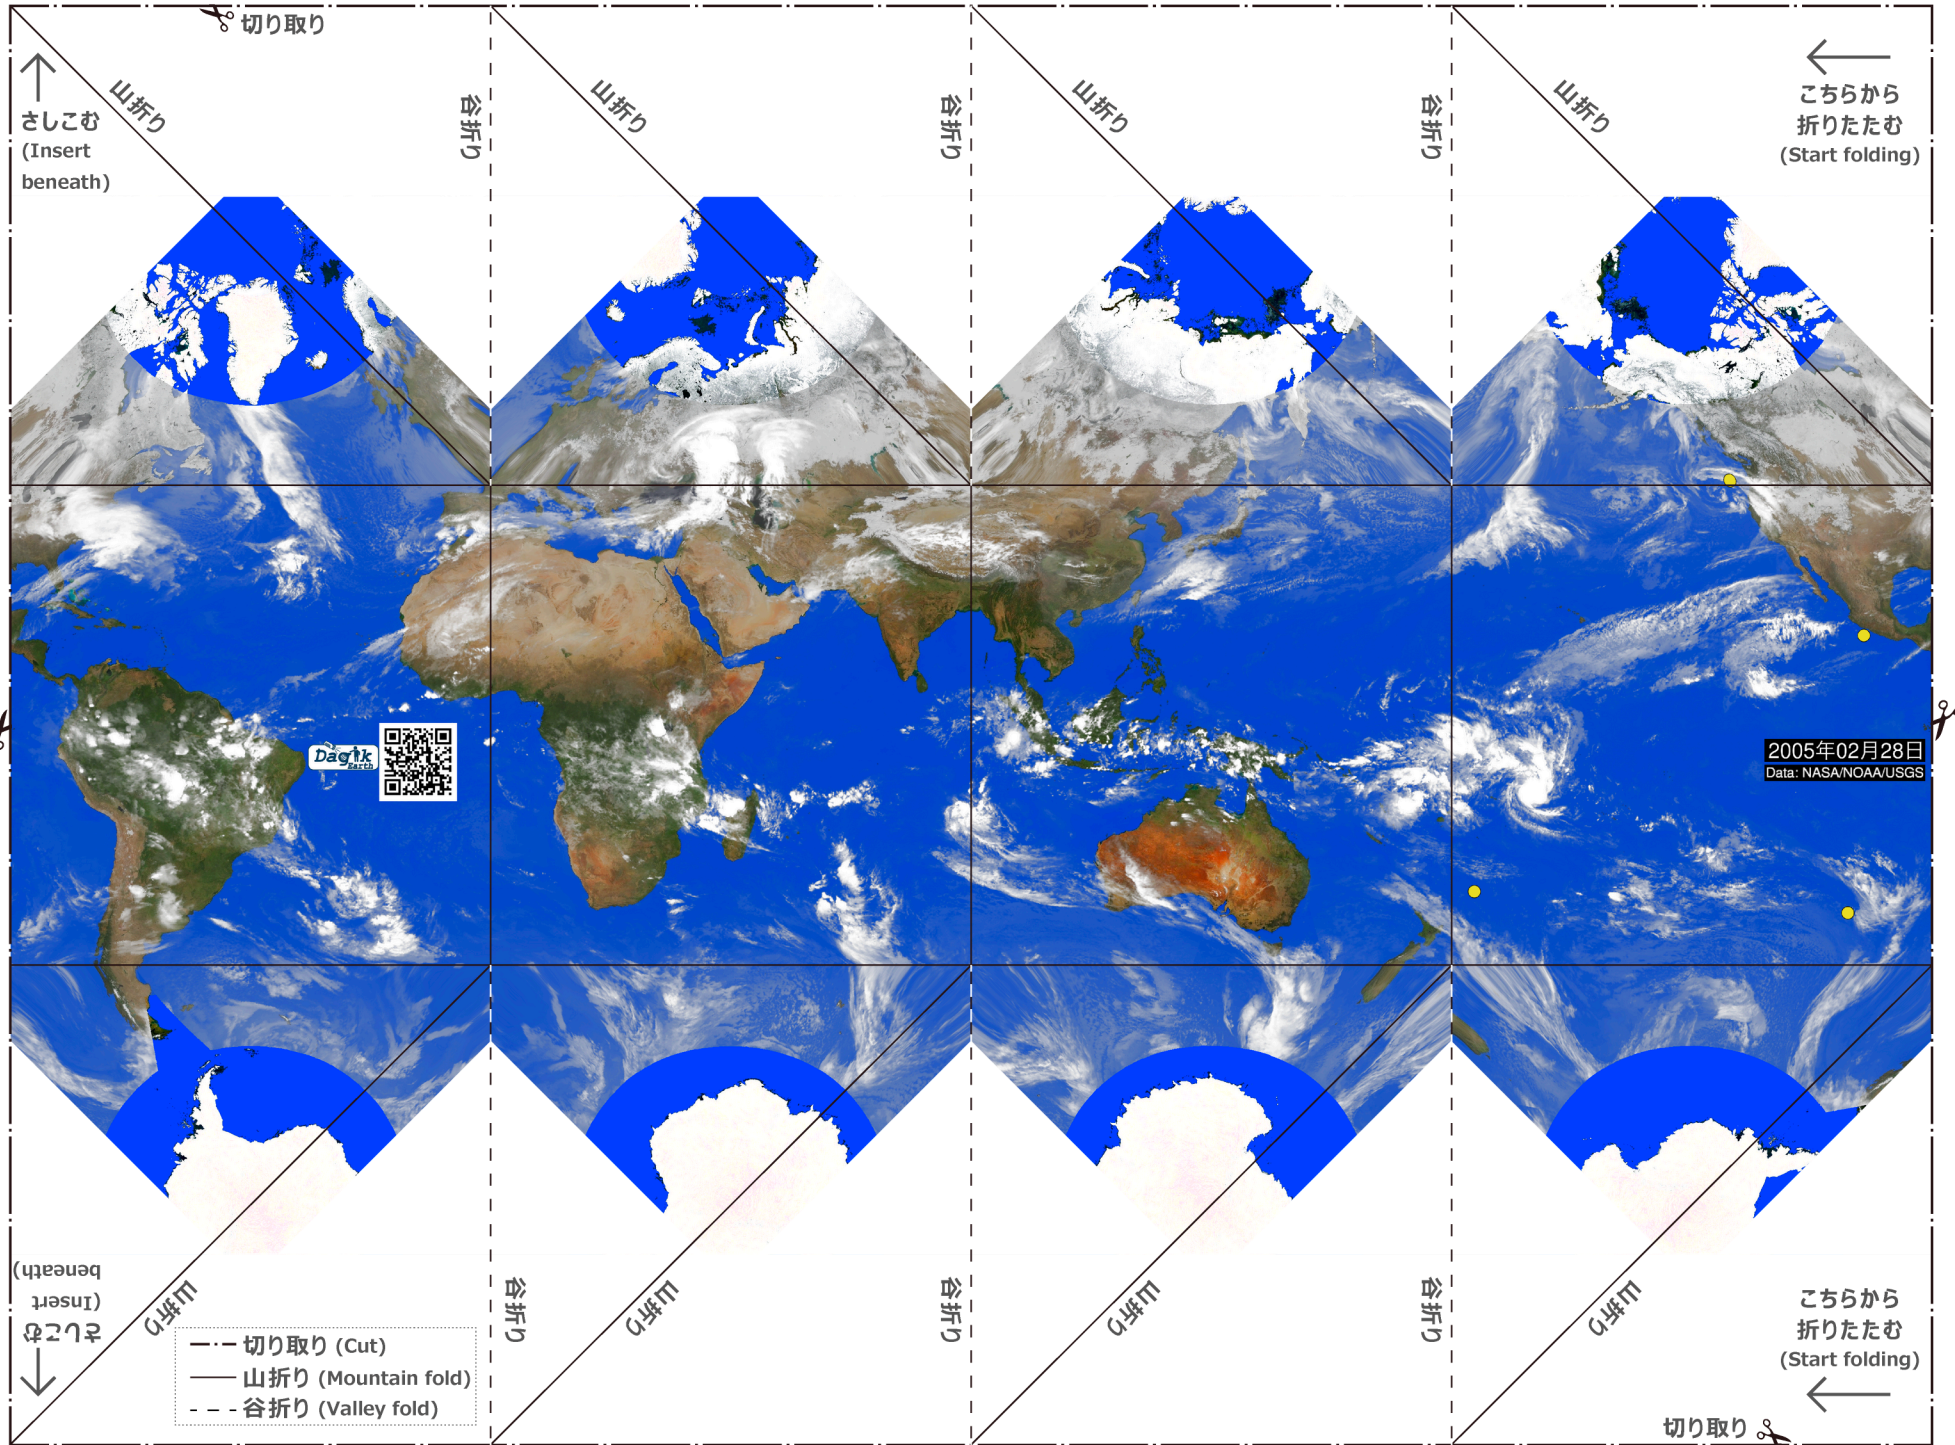 切り取り
さしこむ
(Insert
beneath)
山折り
谷折り
山折り
谷折り
山折り
谷折り
山折り
こちらから
折りたたむ
(Start folding)
Dagik
Earth
2005年02月28日
Data: NASA/NOAA/USGS
さしこむ
(Insert
beneath)
山折り
谷折り
山折り
谷折り
山折り
谷折り
山折り
こちらから
折りたたむ
(Start folding)
切り取り (Cut)
山折り (Mountain fold)
谷折り (Valley fold)
切り取り